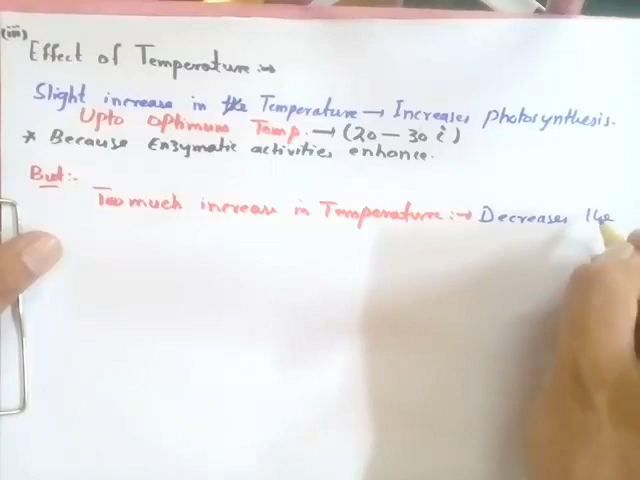 (iii)
Effect of Temperature :→
Slight increase in the Temperature → Increases photosynthesis.
Upto optimum Temp. → (20 – 30 c)
* Because Enzymatic activities enhance.
But:-
Too much increase in Temperature :→ Decreases the